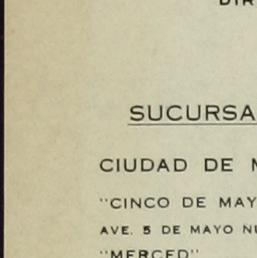 DIR
SUCURSA
CIUDAD DE M
"CINCO DE MAY
AVE. 5 DE MAYO NU
"MERCED"